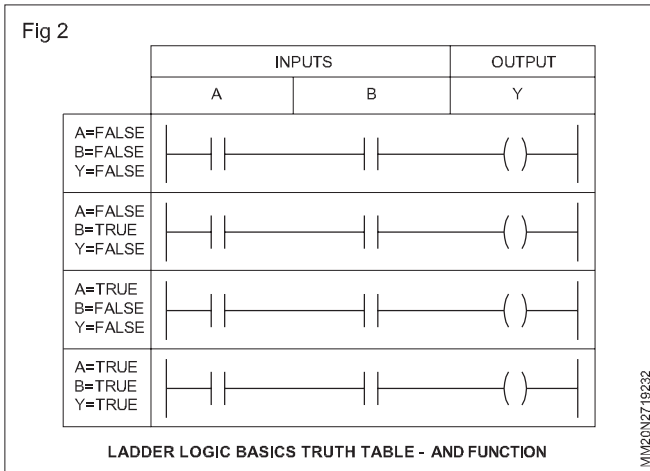 Fig 2
INPUTS OUTPUT
A B Y
A=FALSE
B=FALSE
Y=FALSE
A=FALSE
B=TRUE
Y=FALSE
A=TRUE
B=FALSE
Y=FALSE
A=TRUE
B=TRUE
Y=TRUE
LADDER LOGIC BASICS TRUTH TABLE - AND FUNCTION
MM20N2719232